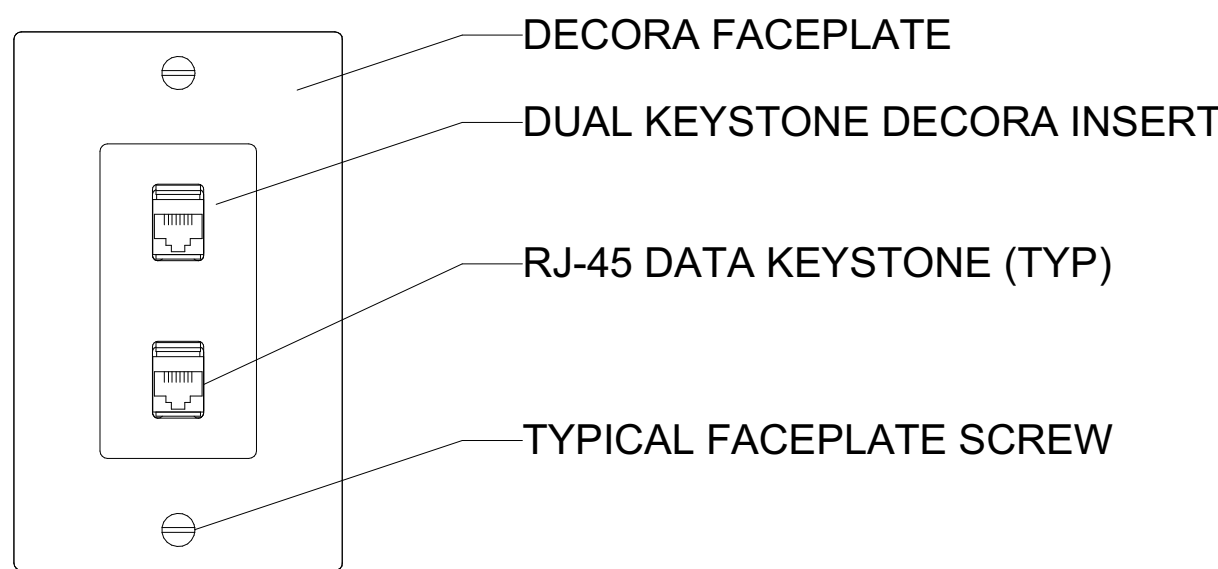 DECORA FACEPLATE
DUAL KEYSTONE DECORA INSERT
RJ-45 DATA KEYSTONE (TYP)
TYPICAL FACEPLATE SCREW